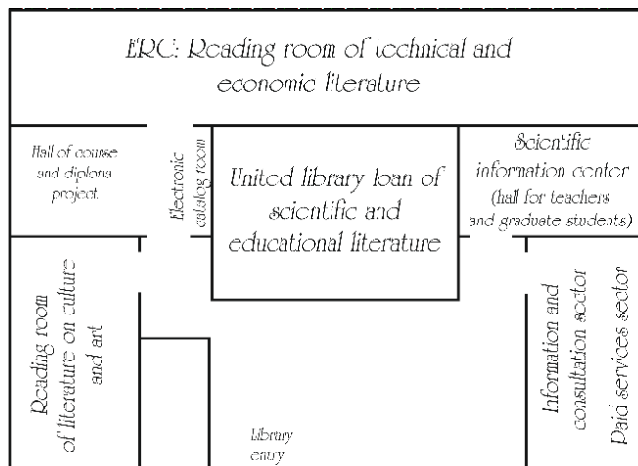 ERC: Reading room of technical and
economic literature
Hall of course
and diploma
project
Electronic
catalog room
United library loan of
scientific and
educational literature
Scientific
information center
(hall for teachers
and graduate students)
Reading room
of literature on culture
and art
Information and
consultation sector
Paid services sector
Library
entry